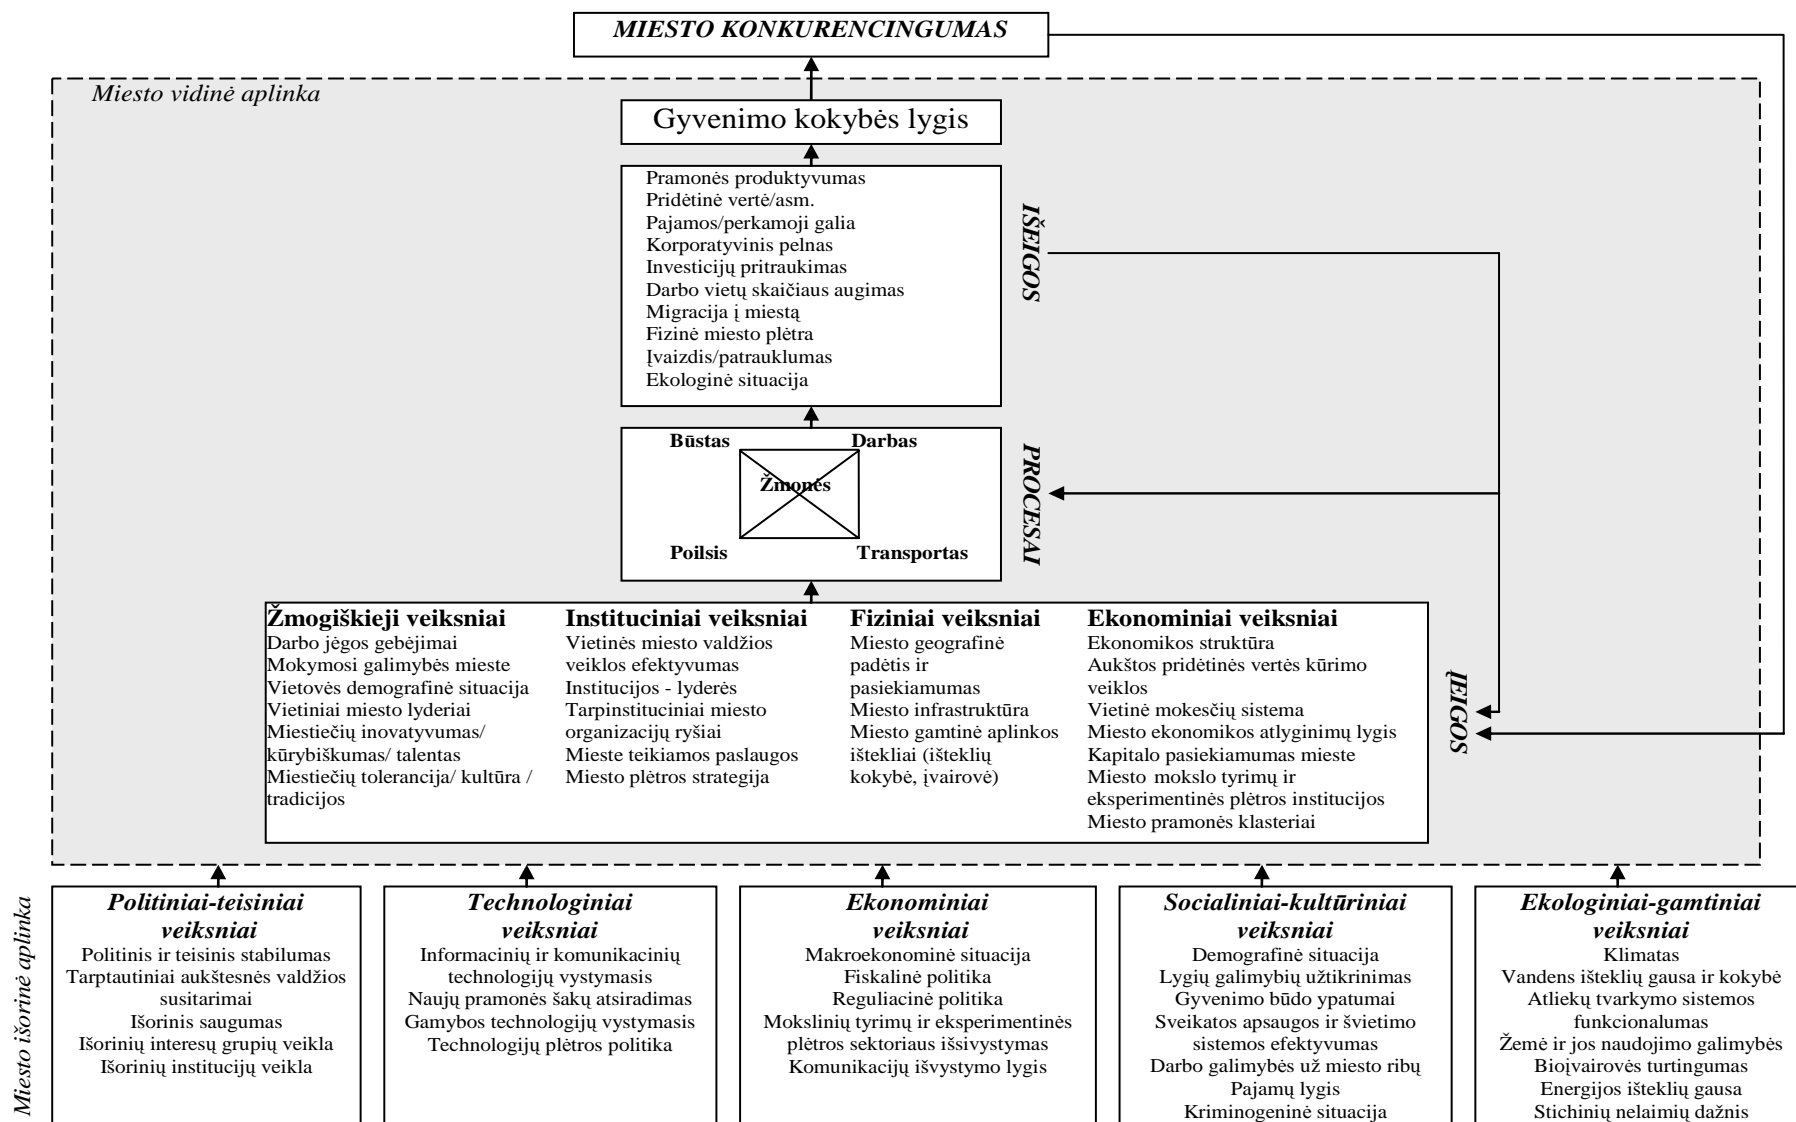 MIESTO KONKURENCINGUMAS
Miesto vidinė aplinka
Gyvenimo kokybės lygis
Pramonės produktyvumas
Pridėtinė vertė/asm.
Pajamos/perkamoji galia
Korporatyvinis pelnas
Investicijų pritraukimas
Darbo vietų skaičiaus augimas
Migracija į miestą
Fizinė miesto plėtra
Įvaizdis/patrauklumas
Ekologinė situacija
IŠEIGOS
Būstas
Darbas
Žmonės
Poilsis
Transportas
PROCESAI
Žmogiškieji veiksniai
Darbo jėgos gebėjimai
Mokymosi galimybės mieste
Vietovės demografinė situacija
Vietiniai miesto lyderiai
Miestiečių inovatyvumas/
kūrybiškumas/ talentas
Miestiečių tolerancija/ kultūra /
tradicijos
Instituciniai veiksniai
Vietinės miesto valdžios
veiklos efektyvumas
Institucijos - lyderės
Tarpinstituciniai miesto
organizacijų ryšiai
Mieste teikiamos paslaugos
Miesto plėtros strategija
Fiziniai veiksniai
Miesto geografinė
padėtis ir
pasiekiamumas
Miesto infrastruktūra
Miesto gamtinė aplinkos
ištekliai (išteklių
kokybė, įvairovė)
Ekonominiai veiksniai
Ekonomikos struktūra
Aukštos pridėtinės vertės kūrimo
veiklos
Vietinė mokesčių sistema
Miesto ekonomikos atlyginimų lygis
Kapitalo pasiekiamumas mieste
Miesto mokslo tyrimų ir
eksperimentinės plėtros institucijos
Miesto pramonės klasteriai
ĮEIGOS
Miesto išorinė aplinka
Politiniai-teisiniai
veiksniai
Politinis ir teisinis stabilumas
Tarptautiniai aukštesnės valdžios
susitarimai
Išorinis saugumas
Išorinių interesų grupių veikla
Išorinių institucijų veikla
Technologiniai
veiksniai
Informacinių ir komunikacinių
technologijų vystymasis
Naujų pramonės šakų atsiradimas
Gamybos technologijų vystymasis
Technologijų plėtros politika
Ekonominiai
veiksniai
Makroekonominė situacija
Fiskalinė politika
Reguliacinė politika
Mokslinių tyrimų ir eksperimentinės
plėtros sektoriaus išsivystymas
Komunikacijų išvystymo lygis
Socialiniai-kultūriniai
veiksniai
Demografinė situacija
Lygių galimybių užtikrinimas
Gyvenimo būdo ypatumai
Sveikatos apsaugos ir švietimo
sistemos efektyvumas
Darbo galimybės už miesto ribų
Pajamų lygis
Kriminogeninė situacija
Ekologiniai-gamtiniai
veiksniai
Klimatas
Vandens išteklių gausa ir kokybė
Atliekų tvarkymo sistemos
funkcionalumas
Žemė ir jos naudojimo galimybės
Bioįvairovės turtingumas
Energijos išteklių gausa
Stichinių nelaimių dažnis